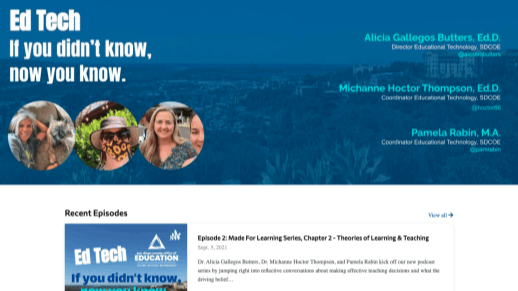 Ed Tech
If you didn't know,
now you know.
Alicia Gallegos Butters, Ed.D.
Director Educational Technology, SDCOE
Michanne Hoctor Thompson, Ed.D.
Coordinator Educational Technology, SDCOE
Pamela Rabin, M.A.
Coordinator Educational Technology, SDCOE
@pamrabin
Recent Episodes
View all
Ed Tech
EDUCATION
If you didn't know,
now you know.
Episode 2: Made For Learning Series, Chapter 2 - Theories of Learning & Teaching
Sept. 5, 2021
Dr. Alicia Gallegos Butters, Dr. Michanne Hoctor Thompson, and Pamela Rabin kick off our new podcast
series by jumping right into reflective conversations about making effective teaching decisions and what the
driving belief…